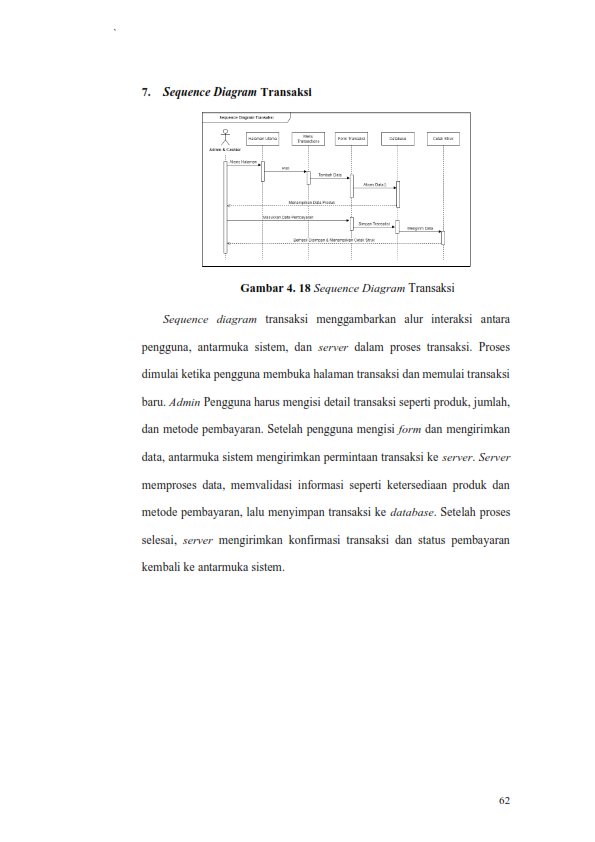 7. Sequence Diagram Transaksi
Sequence Diagram Transaksi
Halaman Utama
Menu
Transactions
Form Transaksi
Database
Cetak Struk
Admin & Cashier
Akses Halaman
Pilih
Tambah Data
Akses Data ()
Menampilkan Data Produk
Masukkan Data Pembayaran
Simpan Transaksi
Mengirim Data
Berhasil Disimpan & Menampilkan Cetak Struk
Gambar 4. 18 Sequence Diagram Transaksi
Sequence diagram transaksi menggambarkan alur interaksi antara
pengguna, antarmuka sistem, dan server dalam proses transaksi. Proses
dimulai ketika pengguna membuka halaman transaksi dan memulai transaksi
baru. Admin Pengguna harus mengisi detail transaksi seperti produk, jumlah,
dan metode pembayaran. Setelah pengguna mengisi form dan mengirimkan
data, antarmuka sistem mengirimkan permintaan transaksi ke server. Server
memproses data, memvalidasi informasi seperti ketersediaan produk dan
metode pembayaran, lalu menyimpan transaksi ke database. Setelah proses
selesai, server mengirimkan konfirmasi transaksi dan status pembayaran
kembali ke antarmuka sistem.
62